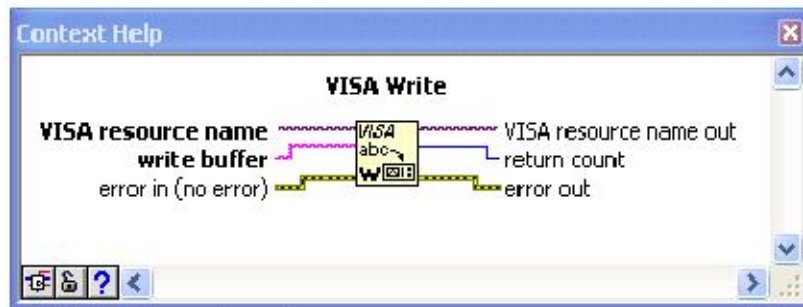 Context Help
VISA Write
VISA resource name VISA VISA resource name out
write buffer abc return count
error in (no error) W error out
?